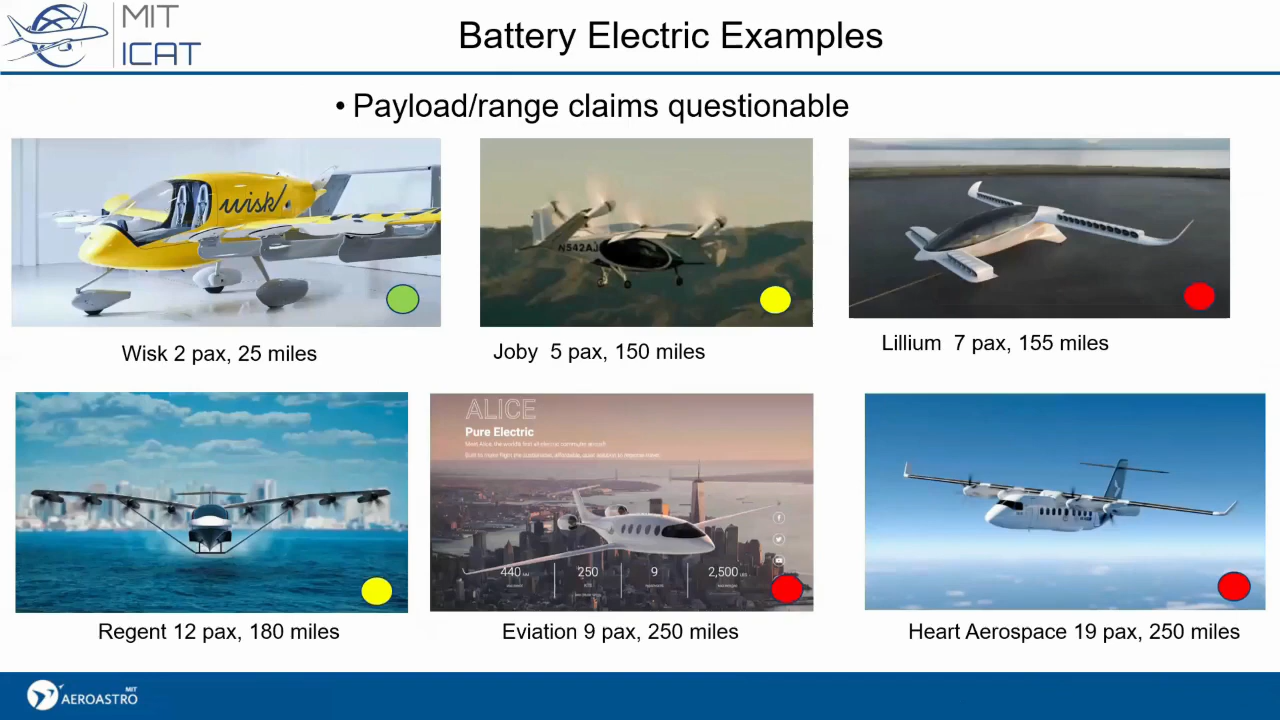 MIT
ICAT
Battery Electric Examples
• Payload/range claims questionable
wisk
N542AJ
Wisk 2 pax, 25 miles
Joby 5 pax, 150 miles
Lillium 7 pax, 155 miles
ALICE
Pure Electric
440
250
9
2,500
Regent 12 pax, 180 miles
Eviation 9 pax, 250 miles
Heart Aerospace 19 pax, 250 miles
MIT
AEROASTRO